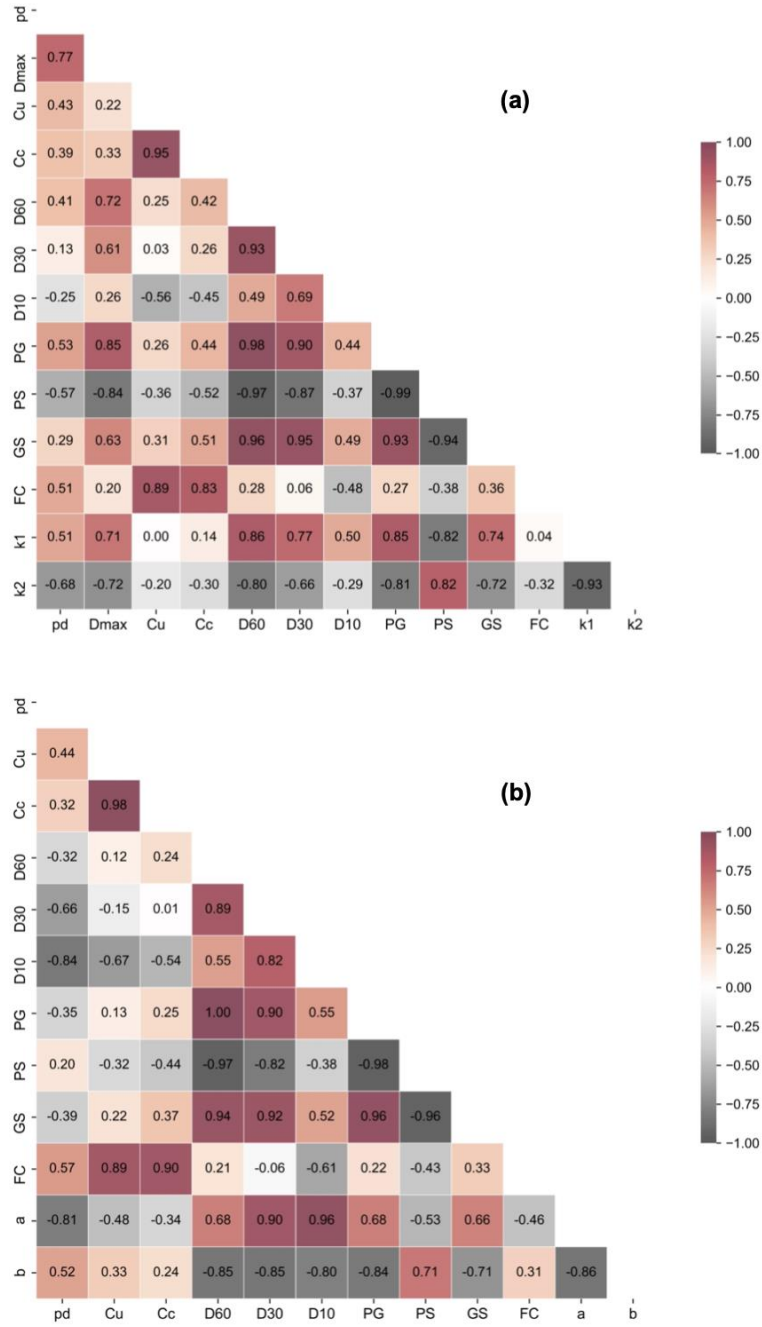 pd
Dmax 0.77
(a)
Cu 0.43 0.22
1.00
Cc 0.39 0.33 0.95
0.75
D60 0.41 0.72 0.25 0.42
0.50
D30 0.13 0.61 0.03 0.26 0.93
0.25
D10 -0.25 0.26 -0.56 -0.45 0.49 0.69
0.00
PG 0.53 0.85 0.26 0.44 0.98 0.90 0.44
−0.25
PS -0.57 -0.84 -0.36 -0.52 -0.97 -0.87 -0.37 -0.99
−0.50
GS 0.29 0.63 0.31 0.51 0.96 0.95 0.49 0.93 -0.94
−0.75
−1.00
FC 0.51 0.20 0.89 0.83 0.28 0.06 -0.48 0.27 -0.38 0.36
k1 0.51 0.71 0.00 0.14 0.86 0.77 0.50 0.85 -0.82 0.74 0.04
k2 -0.68 -0.72 -0.20 -0.30 -0.80 -0.66 -0.29 -0.81 0.82 -0.72 -0.32 -0.93
pd Dmax Cu Cc D60 D30 D10 PG PS GS FC k1 k2
pd
Cu 0.44
(b)
Cc 0.32 0.98
1.00
D60 -0.32 0.12 0.24
0.75
D30 -0.66 -0.15 0.01 0.89
0.50
D10 -0.84 -0.67 -0.54 0.55 0.82
0.25
0.00
PG -0.35 0.13 0.25 1.00 0.90 0.55
−0.25
PS 0.20 -0.32 -0.44 -0.97 -0.82 -0.38 -0.98
−0.50
GS -0.39 0.22 0.37 0.94 0.92 0.52 0.96 -0.96
−0.75
−1.00
FC 0.57 0.89 0.90 0.21 -0.06 -0.61 0.22 -0.43 0.33
a -0.81 -0.48 -0.34 0.68 0.90 0.96 0.68 -0.53 0.66 -0.46
b 0.52 0.33 0.24 -0.85 -0.85 -0.80 -0.84 0.71 -0.71 0.31 -0.86
pd Cu Cc D60 D30 D10 PG PS GS FC a b